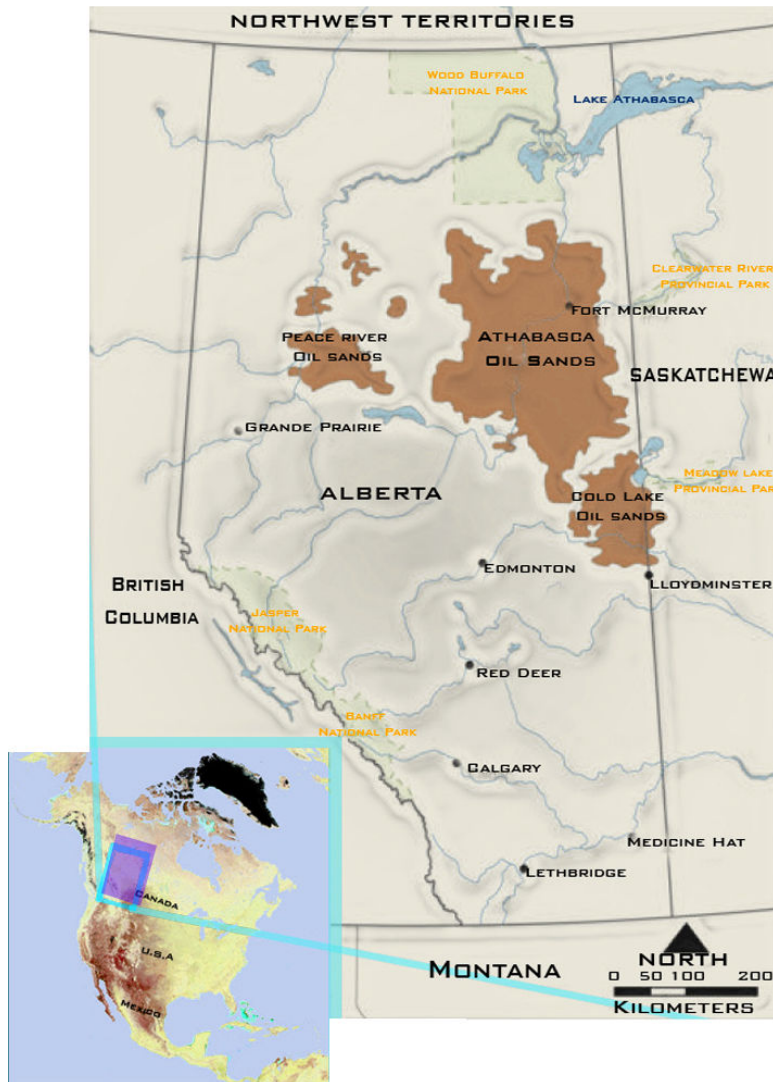 NORTHWEST TERRITORIES
WOOD BUFFALO
NATIONAL PARK
LAKE ATHABASCA
CLEARWATER RIVER
PROVINCIAL PARK
FORT MCMURRAY
PEACE RIVER
OIL SANDS
ATHABASCA
OIL SANDS
SASKATCHEWA
GRANDE PRAIRIE
MEADOW LAKE
PROVINCIAL PARK
ALBERTA
COLD LAKE
OIL SANDS
EDMONTON
LLOYDMINSTER
BRITISH
COLUMBIA
JASPER
NATIONAL PARK
RED DEER
BANFF
NATIONAL PARK
CALGARY
MEDICINE HAT
LETHBRIDGE
CANADA
U.S.A
MEXICO
MONTANA
NORTH
0 50 100 200
KILOMETERS